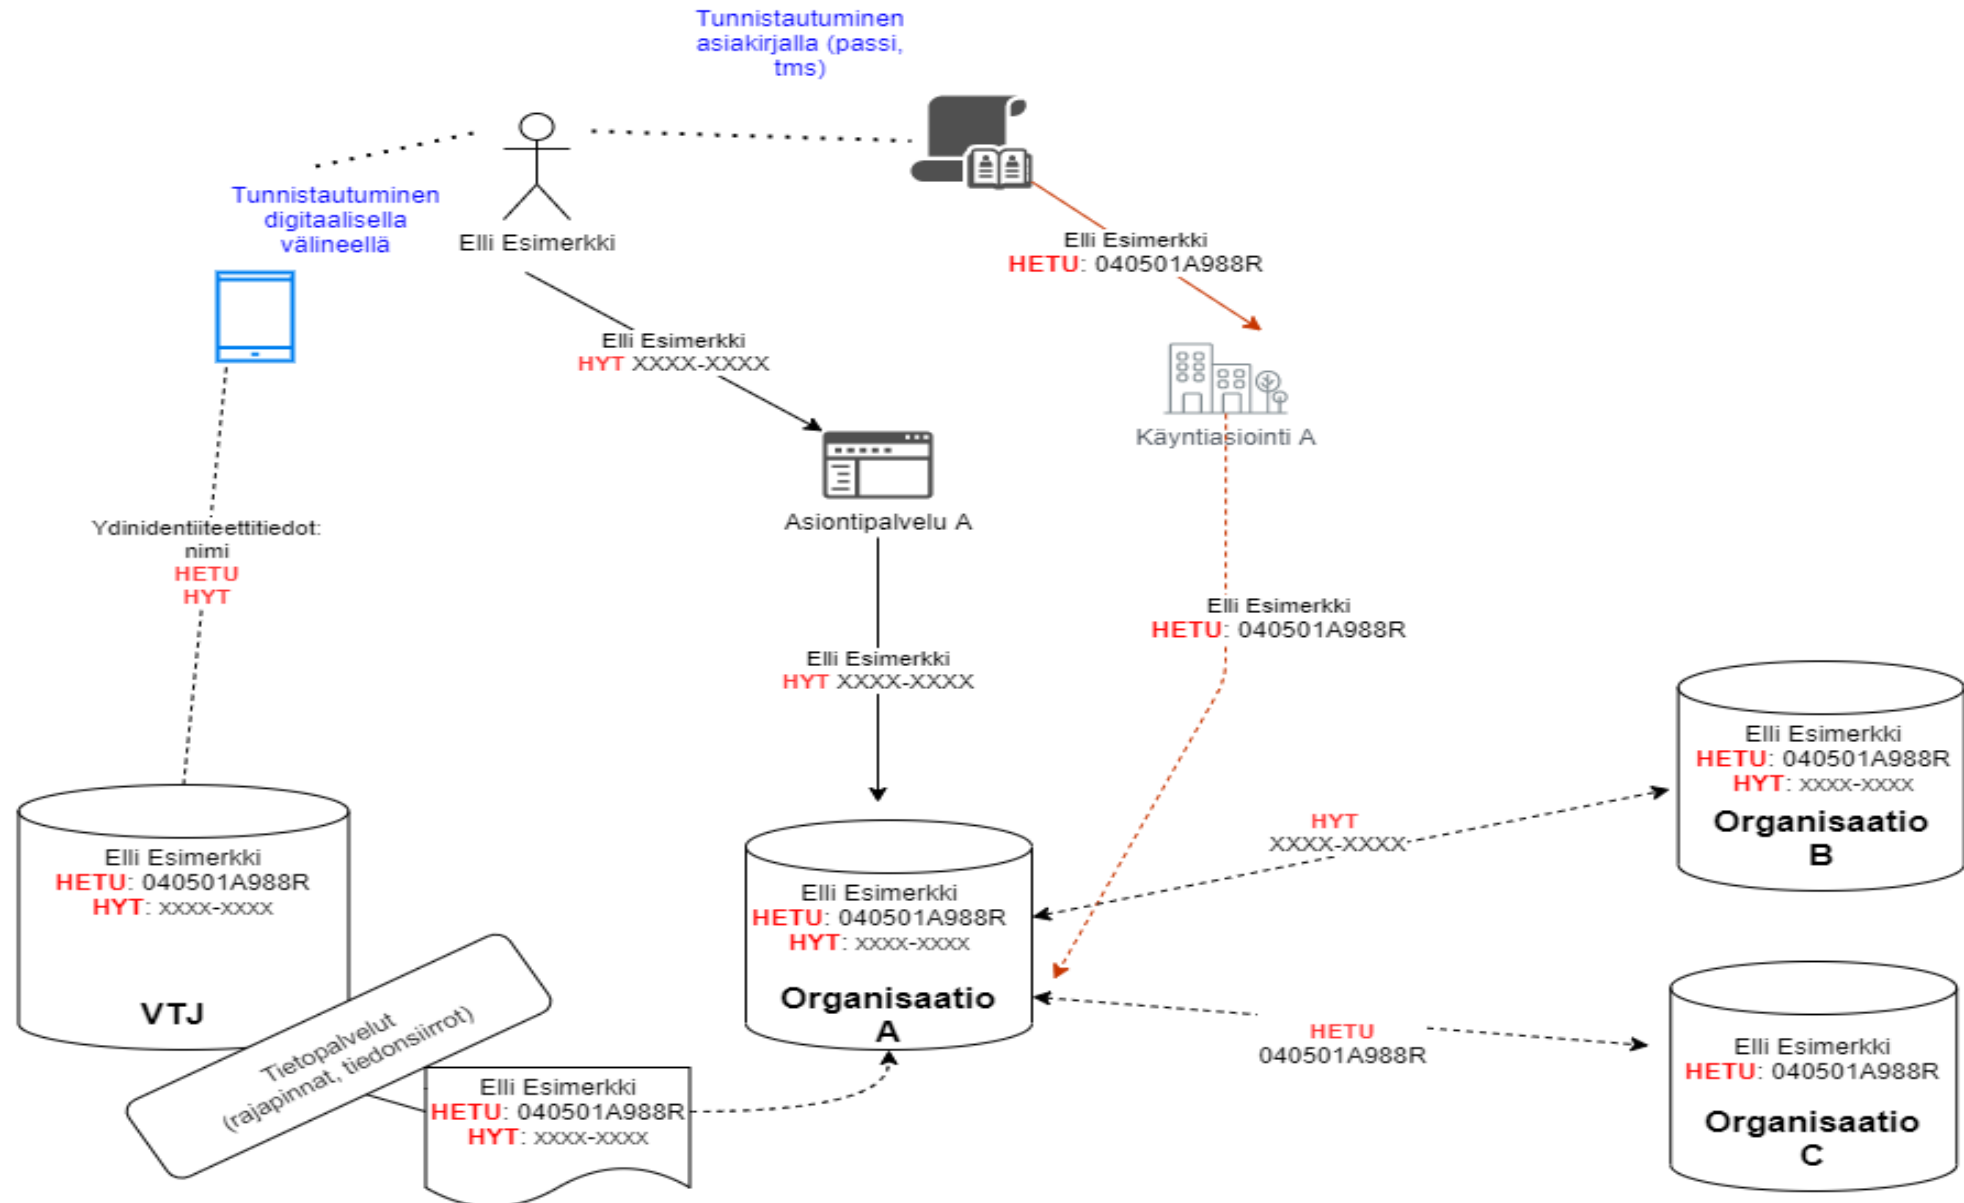 Tunnistautuminen
asiakirjalla (passi,
tms)
Tunnistautuminen
digitaalisella
välineellä
Elli Esimerkki
Elli Esimerkki
HETU: 040501A988R
Elli Esimerkki
HYT XXXX-XXXX
Käyntiasiointi A
Asiontipalvelu A
Ydinidentiiteettitiedot:
nimi
HETU
HYT
Elli Esimerkki
HETU: 040501A988R
Elli Esimerkki
HYT XXXX-XXXX
Elli Esimerkki
HETU: 040501A988R
HYT: xxxx-xxxx
Organisaatio
B
HYT
XXXX-XXXX
Elli Esimerkki
HETU: 040501A988R
HYT: xxxx-xxxx
VTJ
Elli Esimerkki
HETU: 040501A988R
HYT: xxxx-xxxx
Organisaatio
A
HETU
040501A988R
Elli Esimerkki
HETU: 040501A988R
Organisaatio
C
Tietopalvelut
(rajapinnat, tiedonsiirrot)
Elli Esimerkki
HETU: 040501A988R
HYT: xxxx-xxxx